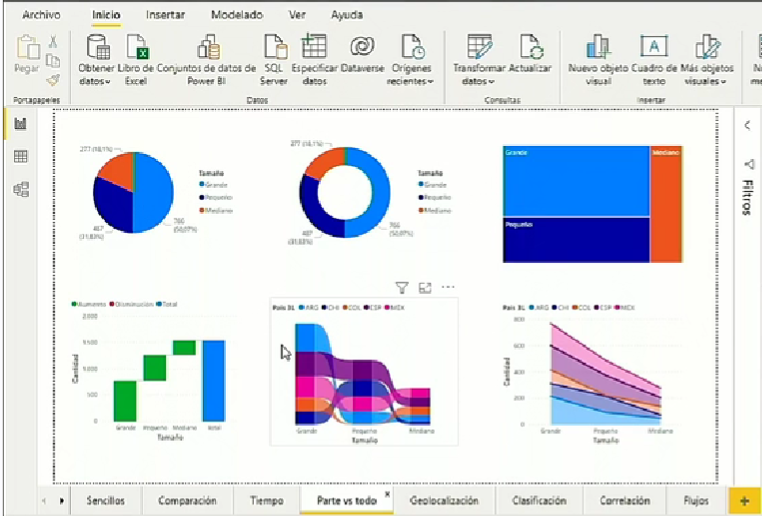 Archivo Inicio Insertar Modelado Ver Ayuda
Pegar
Obtener datos
Libro de Excel
Conjuntos de datos de Power BI
SQL Server
Especificar datos
Dataverse
Orígenes recientes
Transformar datos
Actualizar
Nuevo objeto visual
Cuadro de texto
Más objetos visuales
Portapapeles Datos Consultas Insertar
Filtros
277 (18,1%)
487 (31,83%)
766 (50,07%)
Tamaño
Grande
Pequeño
Mediano
277 (18,1%)
487 (31,83%)
766 (50,07%)
Tamaño
Grande
Pequeño
Mediano
Grande Mediano
Pequeño
Aumento Disminución Total
2.000
1.500
1.000
500
0
Cantidad
Grande Pequeño Mediano Total
Tamaño
Pais 3L ARG CHI COL ESP MEX
Grande Pequeño Mediano
Tamaño
Pais 3L ARG CHI COL ESP MEX
800
600
400
200
0
Cantidad
Grande Pequeño Mediano
Tamaño
Sencillos Comparación Tiempo Parte vs todo Geolocalización Clasificación Correlación Flujos